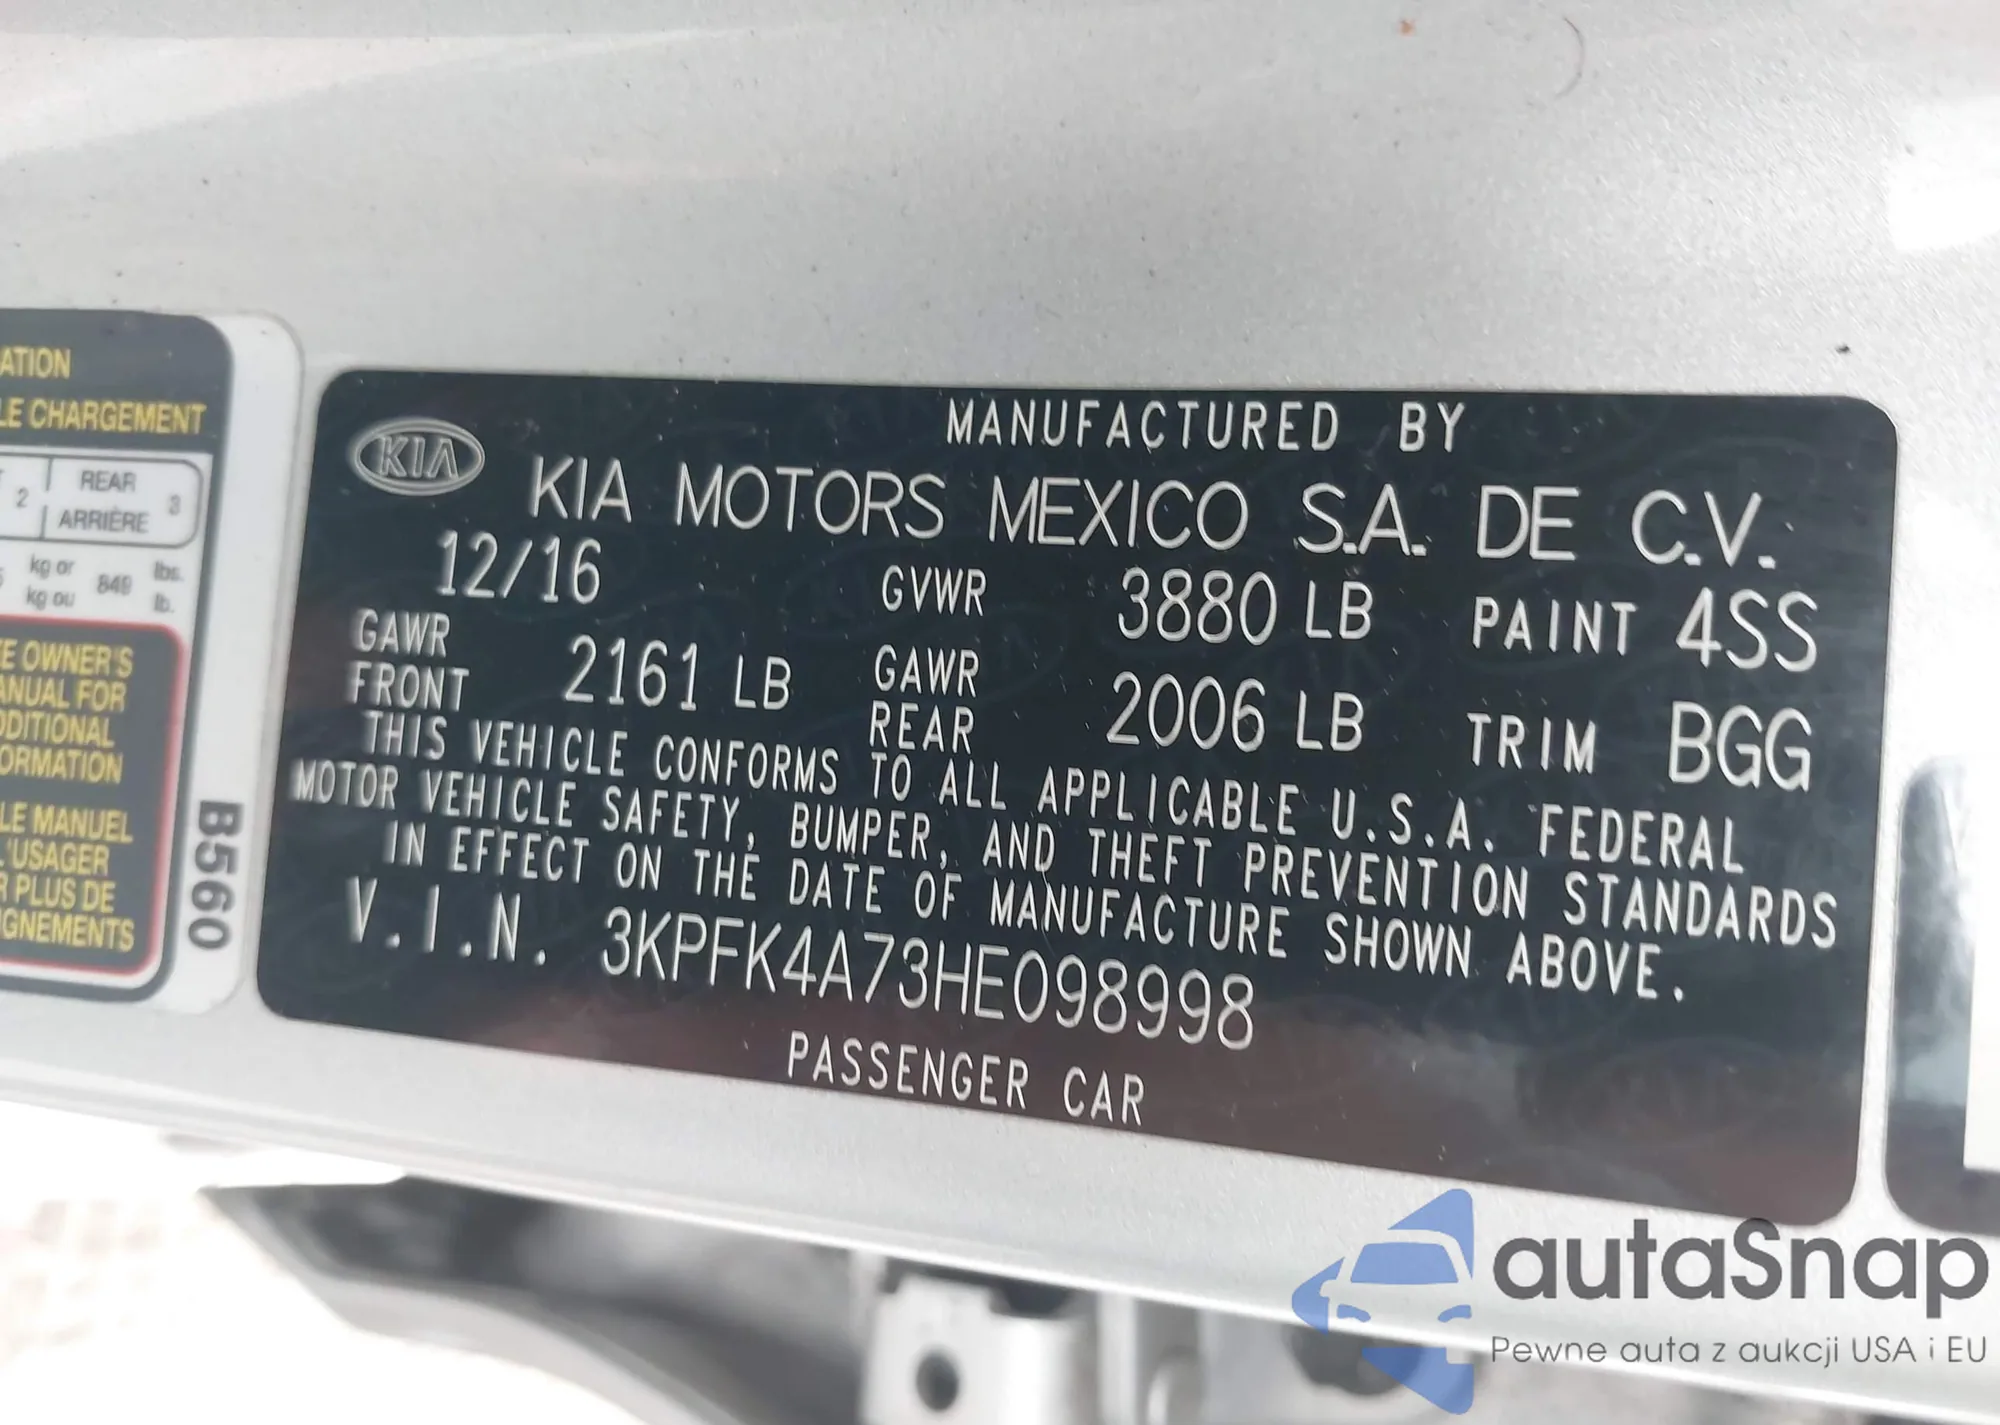 ATION
LE CHARGEMENT
2 REAR 3
ARRIÈRE
kg or 849 lbs.
kg ou lb.
E OWNER'S
ANUAL FOR
DDITIONAL
ORMATION
LE MANUEL
L'USAGER
R PLUS DE
IGNEMENTS
B560
KIA
MANUFACTURED BY
KIA MOTORS MEXICO S.A. DE C.V.
12/16 GVWR 3880 LB PAINT 4SS
GAWR FRONT 2161 LB GAWR REAR 2006 LB TRIM BGG
THIS VEHICLE CONFORMS TO ALL APPLICABLE U.S.A. FEDERAL
MOTOR VEHICLE SAFETY, BUMPER, AND THEFT PREVENTION STANDARDS
IN EFFECT ON THE DATE OF MANUFACTURE SHOWN ABOVE.
V.I.N. 3KPFK4A73HE098998
PASSENGER CAR
autaSnap
Pewne auta z aukcji USA i EU